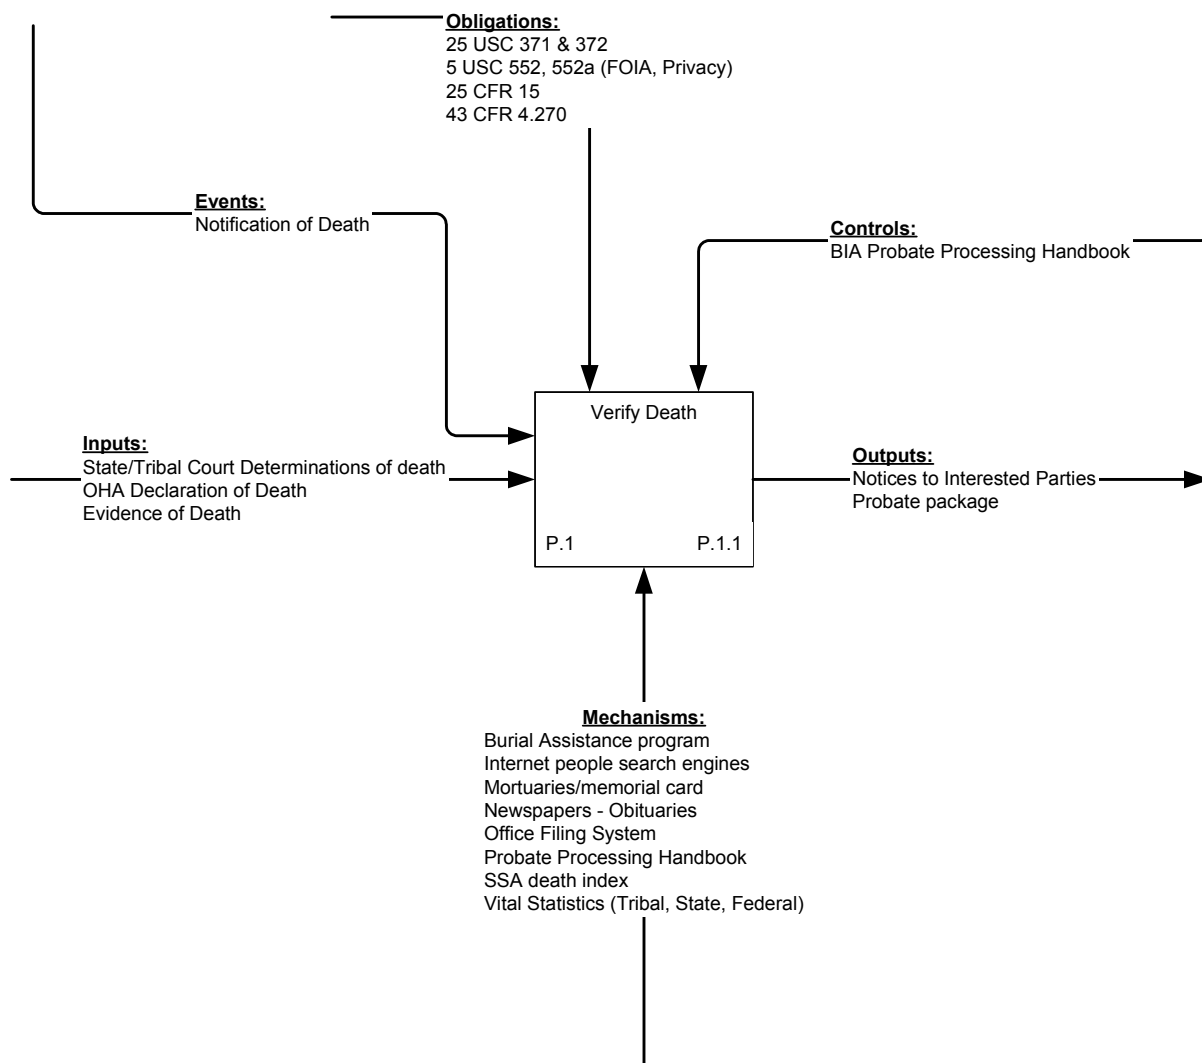 Obligations:
25 USC 371 & 372
5 USC 552, 552a (FOIA, Privacy)
25 CFR 15
43 CFR 4.270
Events:
Notification of Death
Controls:
BIA Probate Processing Handbook
Verify Death
P.1
P.1.1
Inputs:
State/Tribal Court Determinations of death
OHA Declaration of Death
Evidence of Death
Outputs:
Notices to Interested Parties
Probate package
Mechanisms:
Burial Assistance program
Internet people search engines
Mortuaries/memorial card
Newspapers - Obituaries
Office Filing System
Probate Processing Handbook
SSA death index
Vital Statistics (Tribal, State, Federal)